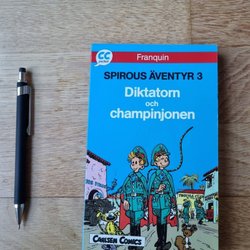 CC
Franquin
SPIROUS ÄVENTYR 3
Diktatorn
och
champinjonen
CARLSEN COMICS